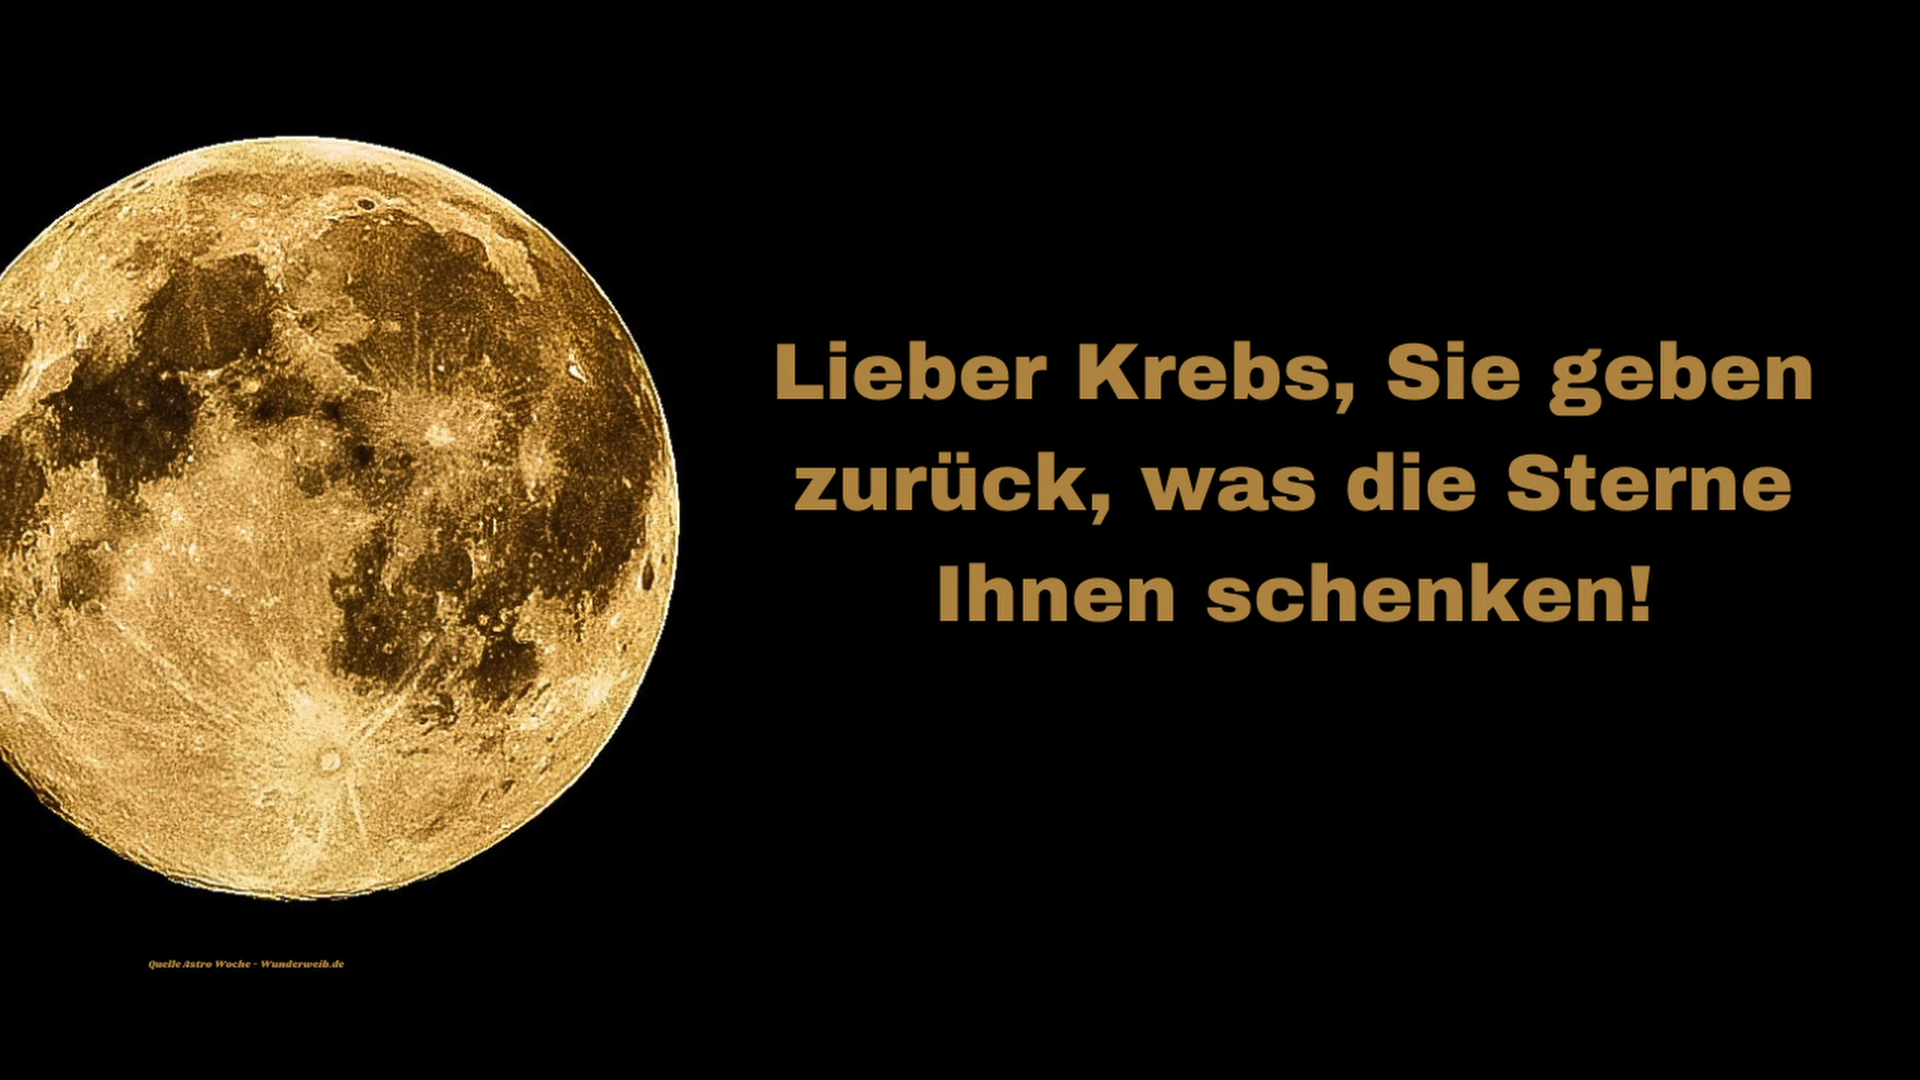 Lieber Krebs, Sie geben
zurück, was die Sterne
Ihnen schenken!
Quelle Astro Woche - Wunderweib.de